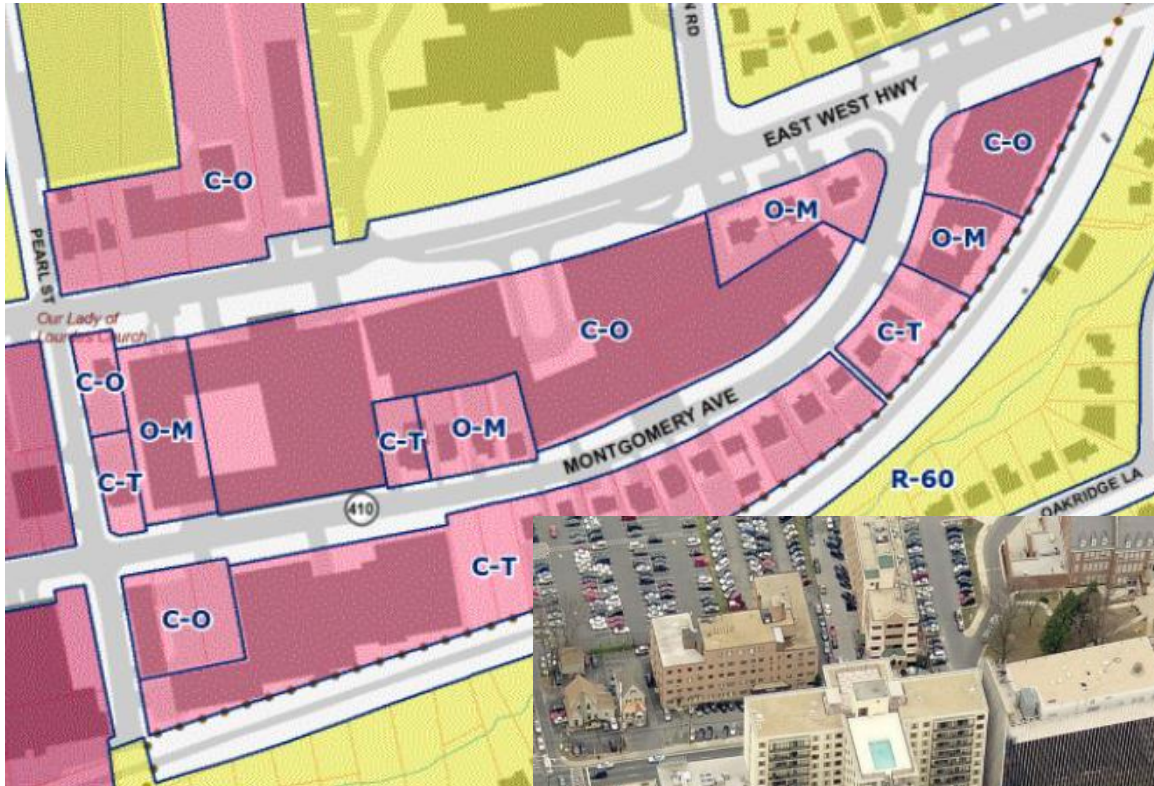 N RD
EAST WEST HWY
C-O
C-O
O-M
O-M
PEARL ST
Our Lady of
Lourdes Church
C-O
C-T
C-O
O-M
C-T
O-M
C-T
MONTGOMERY AVE
R-60
410
OAKRIDGE LA
C-T
C-O